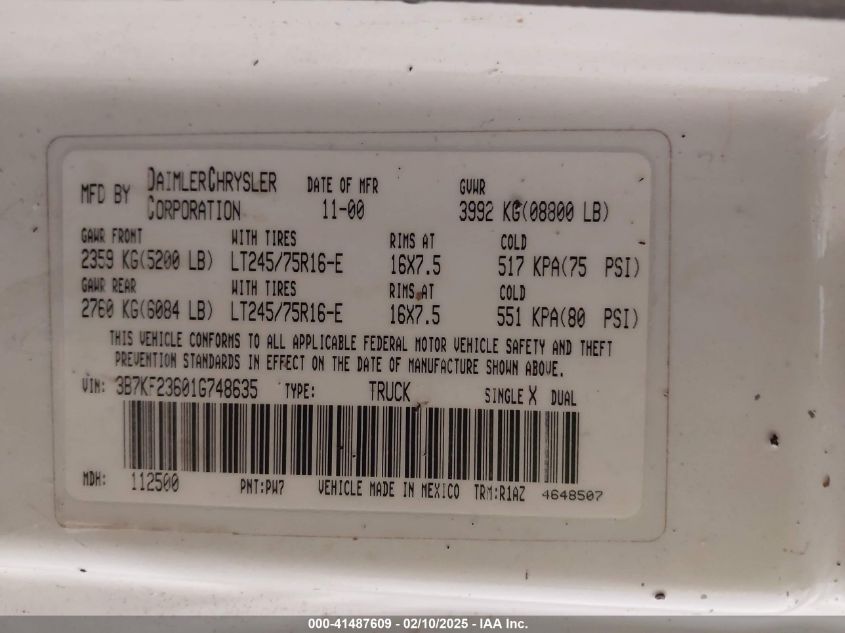 MFD BY DAIMLERCHRYSLER CORPORATION DATE OF MFR 11-00 GVWR 3992 KG(08800 LB)
GAWR FRONT WITH TIRES RIMS AT COLD
2359 KG(5200 LB) LT245/75R16-E 16X7.5 517 KPA(75 PSI)
GAWR REAR WITH TIRES RIMS AT COLD
2760 KG(6084 LB) LT245/75R16-E 16X7.5 551 KPA(80 PSI)
THIS VEHICLE CONFORMS TO ALL APPLICABLE FEDERAL MOTOR VEHICLE SAFETY AND THEFT
PREVENTION STANDARDS IN EFFECT ON THE DATE OF MANUFACTURE SHOWN ABOVE.
VIN: 3B7KF23601G748635 TYPE: TRUCK SINGLE X DUAL
MDH: 112500 PNT:PW7 VEHICLE MADE IN MEXICO TRM:R1AZ 4648507
000-41487609 - 02/10/2025 - IAA Inc.